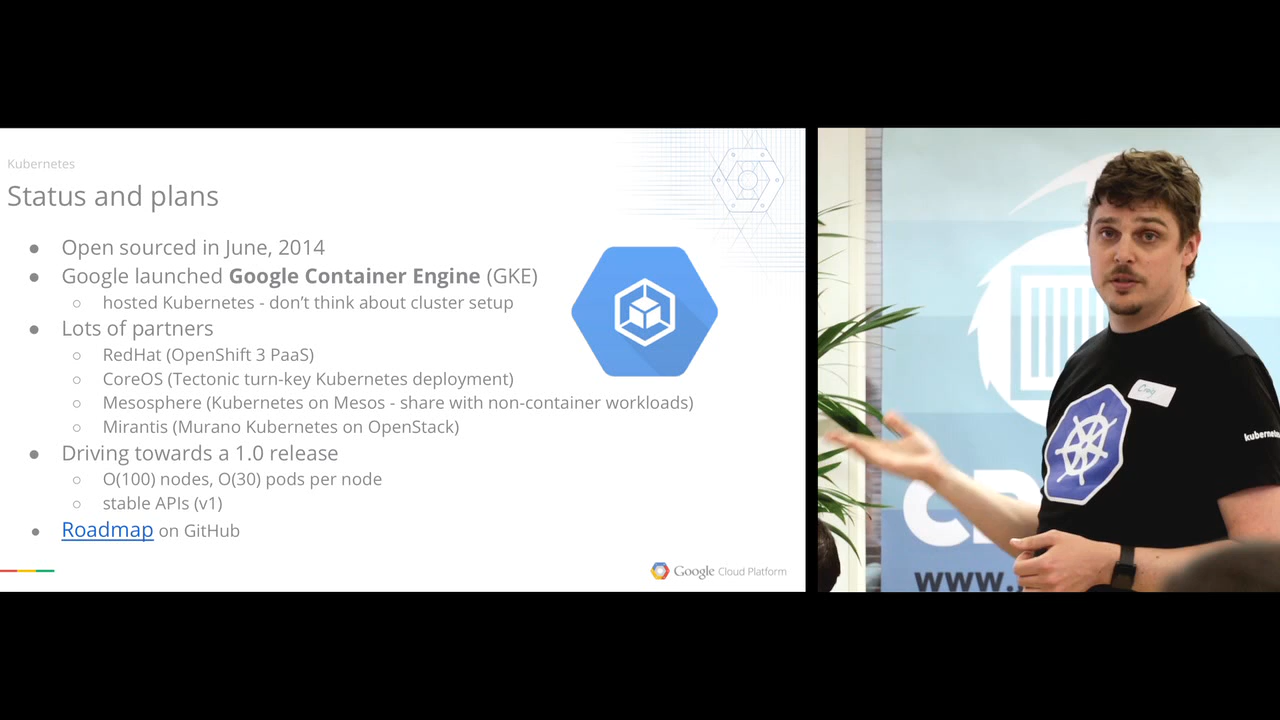 Kubernetes
Status and plans
● Open sourced in June, 2014
● Google launched Google Container Engine (GKE)
○ hosted Kubernetes - don't think about cluster setup
● Lots of partners
○ RedHat (OpenShift 3 PaaS)
○ CoreOS (Tectonic turn-key Kubernetes deployment)
○ Mesosphere (Kubernetes on Mesos - share with non-container workloads)
○ Mirantis (Murano Kubernetes on OpenStack)
● Driving towards a 1.0 release
○ O(100) nodes, O(30) pods per node
○ stable APIs (v1)
● Roadmap on GitHub
Google Cloud Platform
Craig
www.